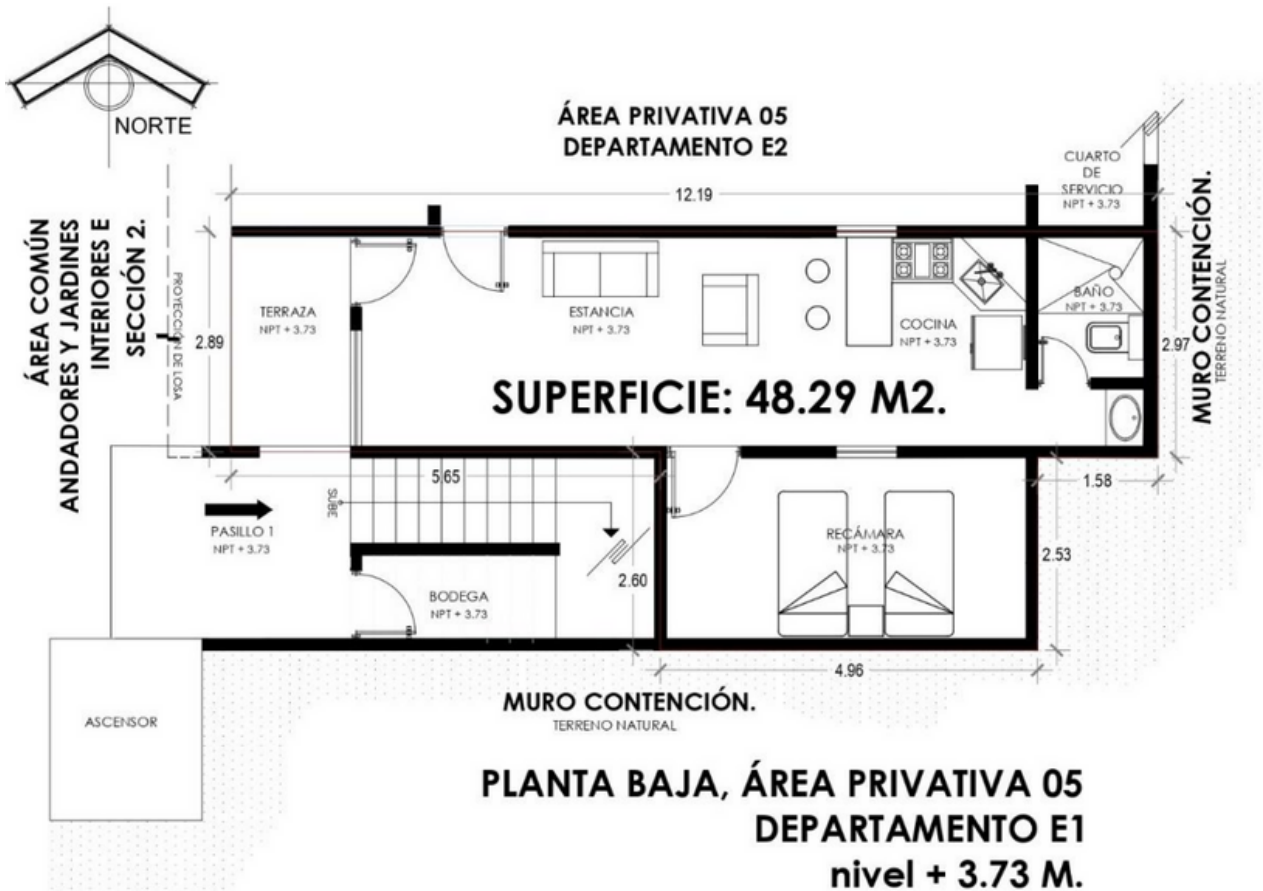 NORTE
ÁREA PRIVATIVA 05
DEPARTAMENTO E2
12.19
CUARTO
DE
SERVICIO
NPT + 3.73
MURO CONTENCIÓN.
TERRENO NATURAL
ÁREA COMÚN
ANDADORES Y JARDINES
INTERIORES E
SECCIÓN 2.
PROYECCIÓN DE LOSA
2.89
TERRAZA
NPT + 3.73
ESTANCIA
NPT + 3.73
COCINA
NPT + 3.73
BAÑO
NPT + 3.73
2.97
SUPERFICIE: 48.29 M2.
5.65
1.58
SUBE
PASILLO 1
NPT + 3.73
RECÁMARA
NPT + 3.73
2.53
2.60
BODEGA
NPT + 3.73
4.96
ASCENSOR
MURO CONTENCIÓN.
TERRENO NATURAL
PLANTA BAJA, ÁREA PRIVATIVA 05
DEPARTAMENTO E1
nivel + 3.73 M.